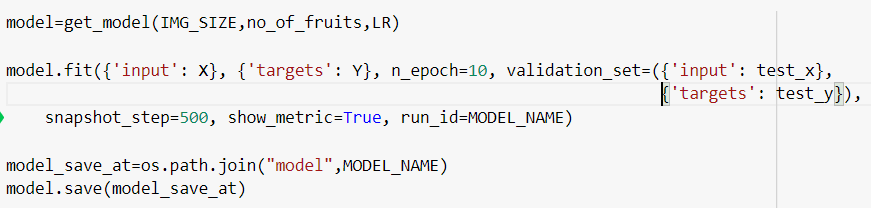 model=get_model(IMG_SIZE,no_of_fruits,LR)
model.fit({'input': X}, {'targets': Y}, n_epoch=10, validation_set=({'input': test_x},
{'targets': test_y}),
snapshot_step=500, show_metric=True, run_id=MODEL_NAME)
model_save_at=os.path.join("model",MODEL_NAME)
model.save(model_save_at)